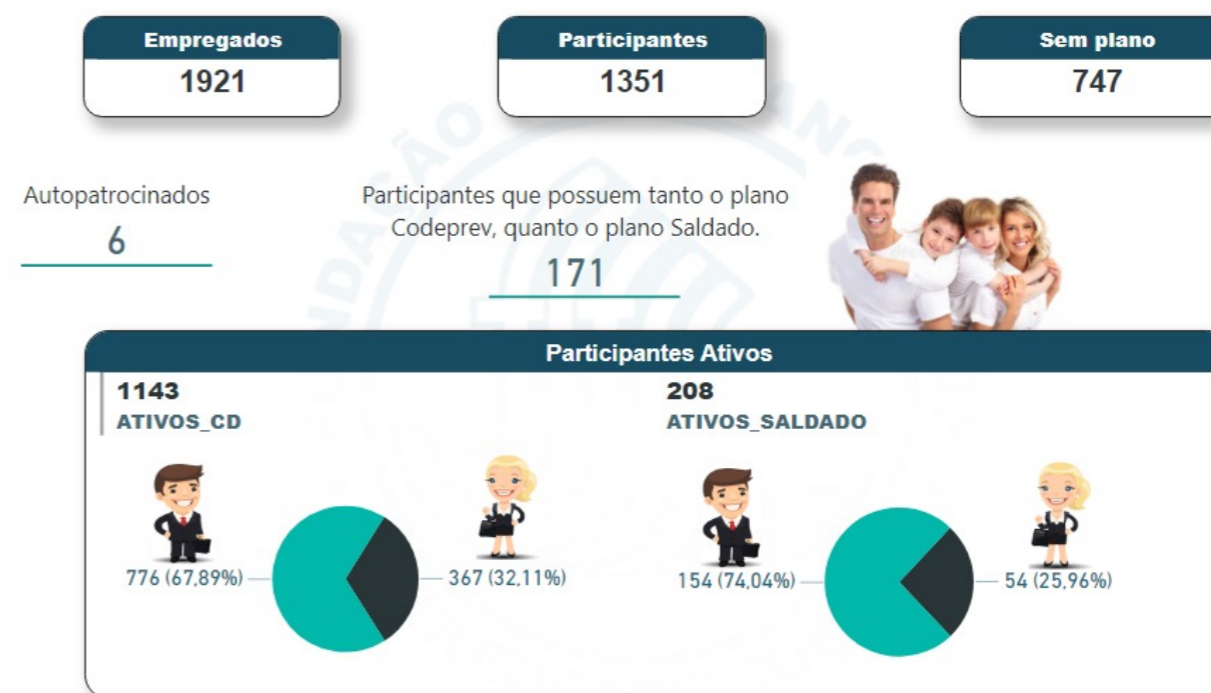 Empregados
1921
Participantes
1351
Sem plano
747
Autopatrocinados
6
Participantes que possuem tanto o plano
Codeprev, quanto o plano Saldado.
171
Participantes Ativos
1143
ATIVOS_CD
208
ATIVOS_SALDADO
776 (67,89%)
367 (32,11%)
154 (74,04%)
54 (25,96%)